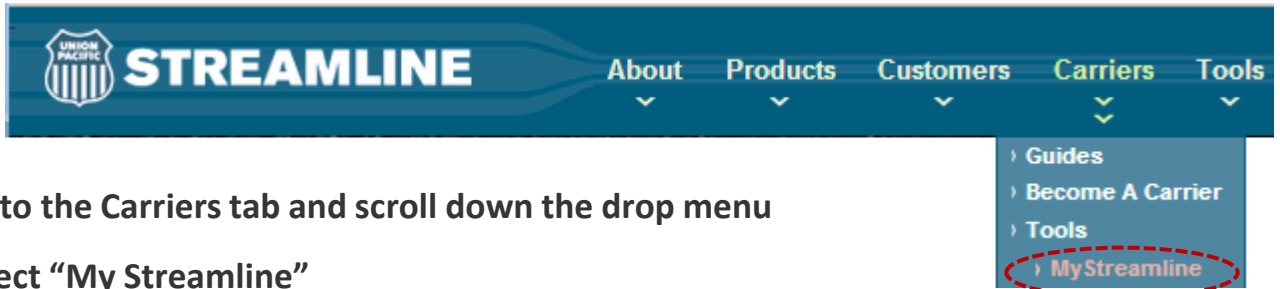 UNION
PACIFIC
STREAMLINE
About Products Customers Carriers Tools
› Guides
› Become A Carrier
› Tools
› MyStreamline
to the Carriers tab and scroll down the drop menu
ect “My Streamline”